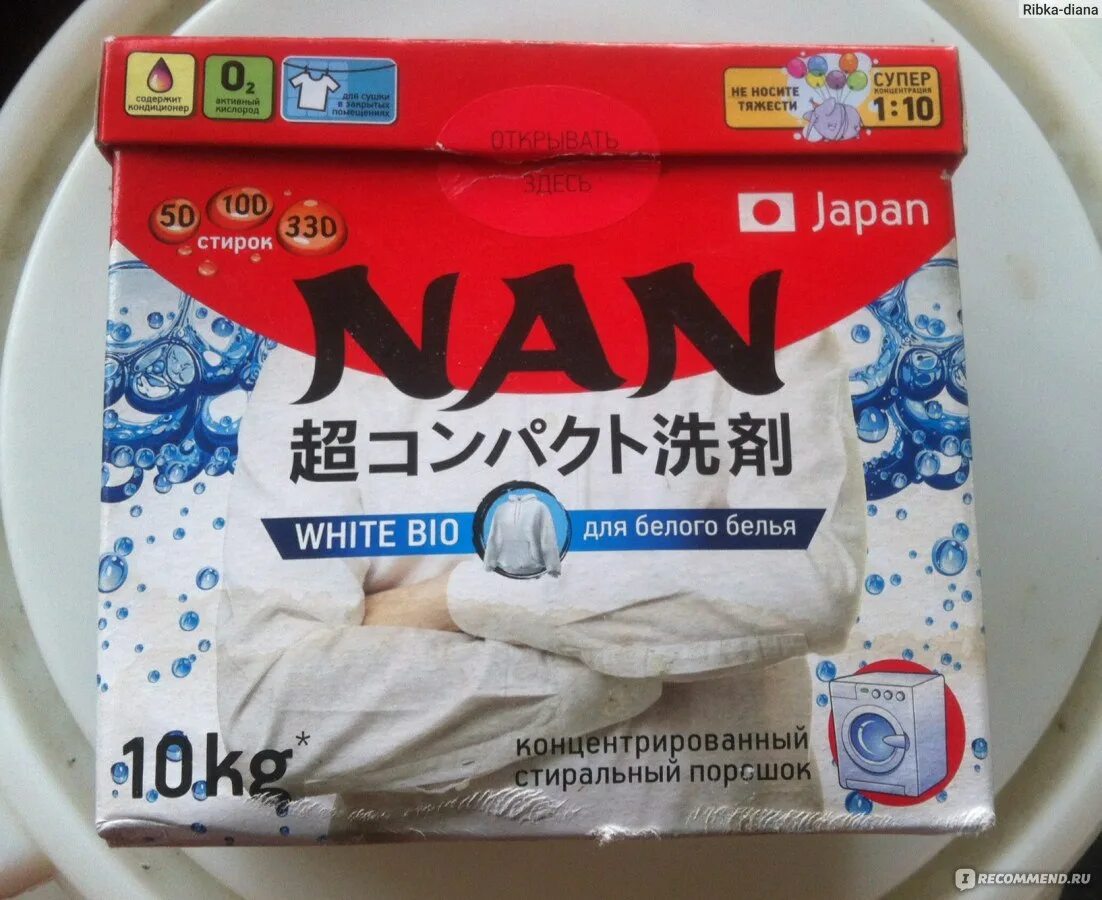 Ribka-diana
содержит
кондиционер
O2
активный
кислород
для сушки
в закрытых
помещениях
НЕ НОСИТЕ
ТЯЖЕСТИ
СУПЕР
КОНЦЕНТРАЦИЯ
1:10
ОТКРЫВАТЬ
ЗДЕСЬ
50 100 330
стирок
Japan
NAN
超コンパクト洗剤
WHITE BIO для белого белья
10kg*
концентрированный
стиральный порошок
IRECOMMEND.RU